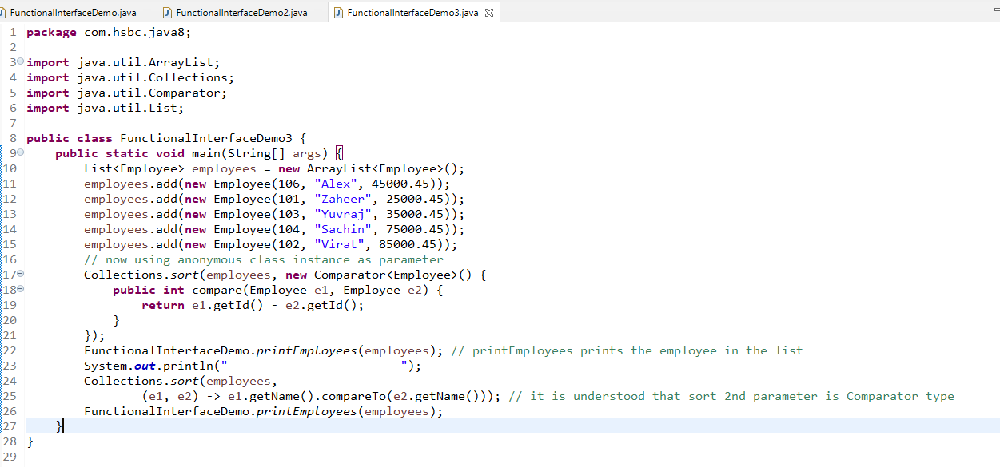 FunctionalInterfaceDemo.java FunctionalInterfaceDemo2.java FunctionalInterfaceDemo3.java
1 package com.hsbc.java8;
2
3 import java.util.ArrayList;
4 import java.util.Collections;
5 import java.util.Comparator;
6 import java.util.List;
7
8 public class FunctionalInterfaceDemo3 {
9     public static void main(String[] args) {
10         List<Employee> employees = new ArrayList<Employee>();
11         employees.add(new Employee(106, "Alex", 45000.45));
12         employees.add(new Employee(101, "Zaheer", 25000.45));
13         employees.add(new Employee(103, "Yuvraj", 35000.45));
14         employees.add(new Employee(104, "Sachin", 75000.45));
15         employees.add(new Employee(102, "Virat", 85000.45));
16         // now using anonymous class instance as parameter
17         Collections.sort(employees, new Comparator<Employee>() {
18             public int compare(Employee e1, Employee e2) {
19                 return e1.getId() - e2.getId();
20             }
21         });
22         FunctionalInterfaceDemo.printEmployees(employees); // printEmployees prints the employee in the list
23         System.out.println("------------------------");
24         Collections.sort(employees,
25                 (e1, e2) -> e1.getName().compareTo(e2.getName())); // it is understood that sort 2nd parameter is Comparator type
26         FunctionalInterfaceDemo.printEmployees(employees);
27     }
28 }
29